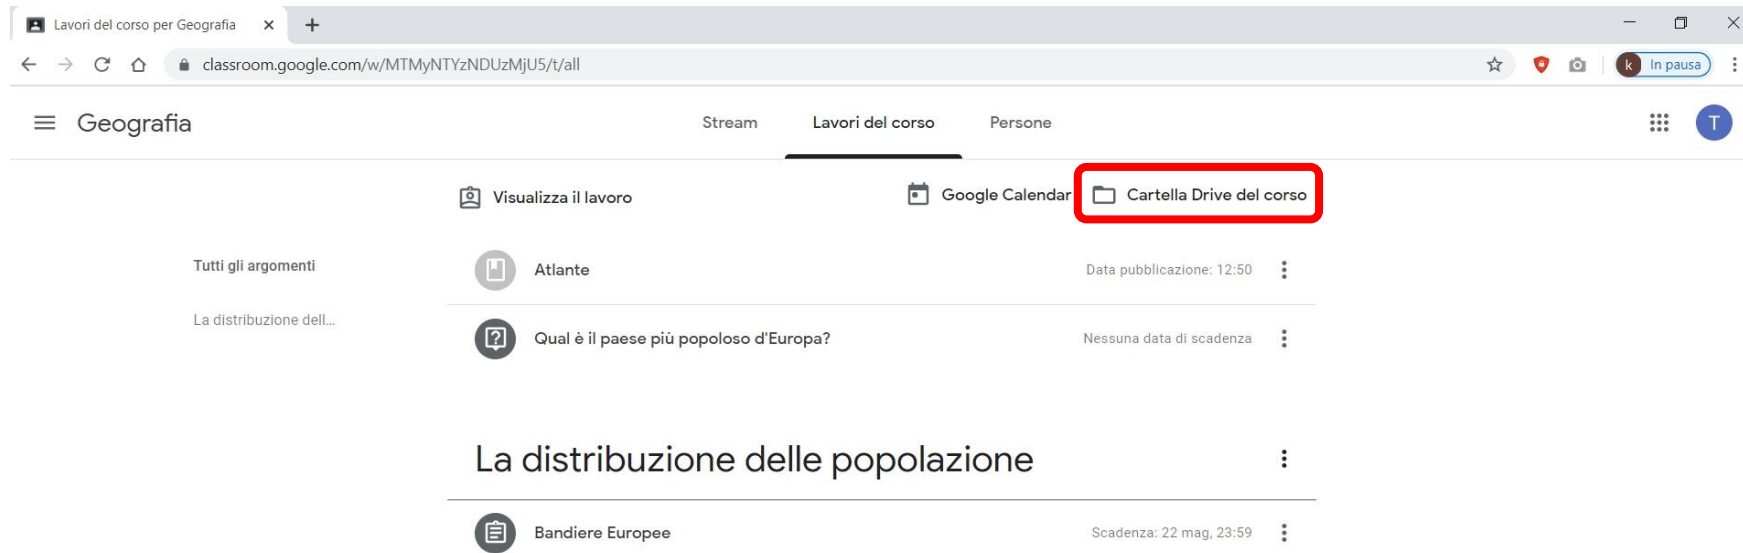 Lavori del corso per Geografia
classroom.google.com/w/MTMyNTYzNDUzMjU5/t/all
k In pausa
Geografia
Stream Lavori del corso Persone
T
Visualizza il lavoro
Google Calendar Cartella Drive del corso
Tutti gli argomenti
Atlante Data pubblicazione: 12:50
La distribuzione dell...
Qual è il paese più popoloso d'Europa? Nessuna data di scadenza
La distribuzione delle popolazione
Bandiere Europee Scadenza: 22 mag, 23:59